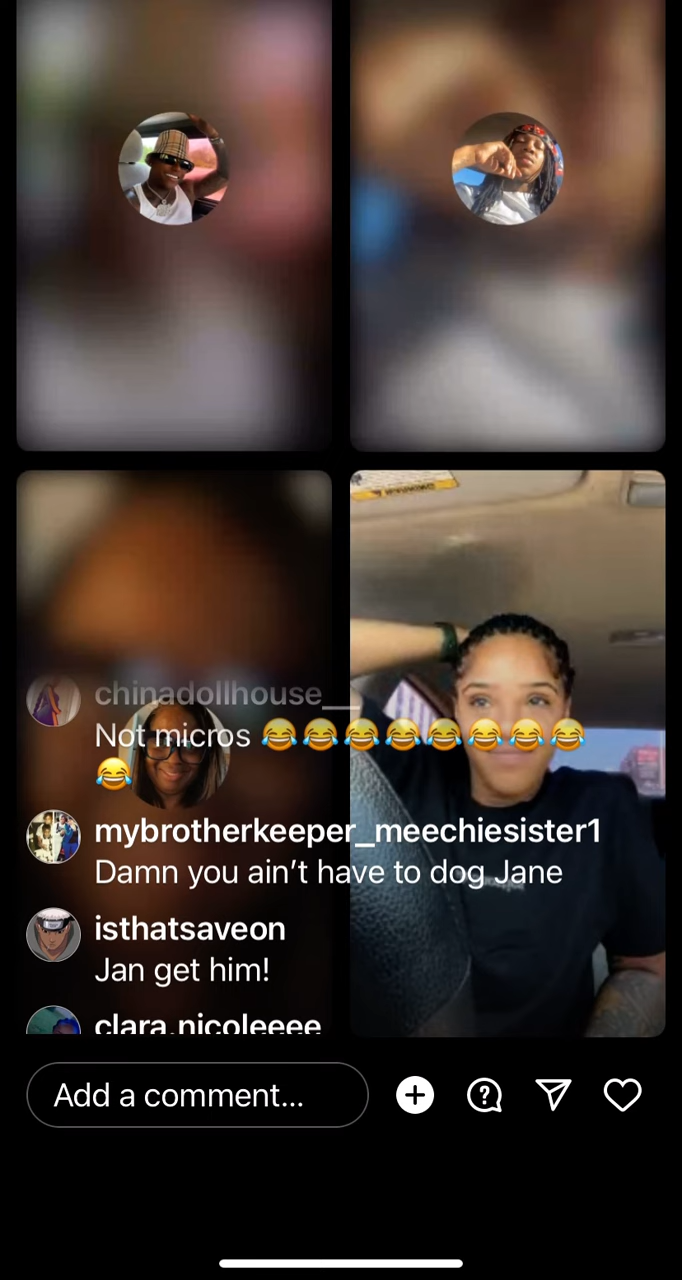 chinadollhouse__
Not micros 😂😂😂😂😂😂😂😂
😂
mybrotherkeeper_meechiesister1
Damn you ain't have to dog Jane
isthatsaveon
Jan get him!
clara.nicoleeee
Add a comment...